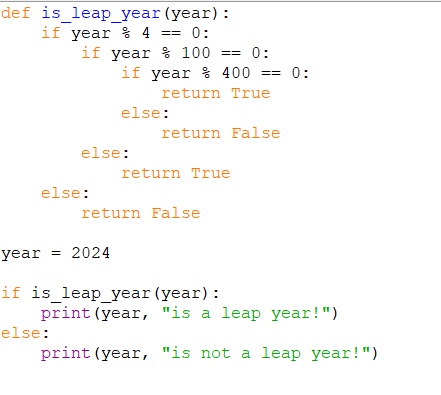 def is_leap_year(year):
    if year % 4 == 0:
        if year % 100 == 0:
            if year % 400 == 0:
                return True
            else:
                return False
        else:
            return True
    else:
        return False

year = 2024

if is_leap_year(year):
    print(year, "is a leap year!")
else:
    print(year, "is not a leap year!")